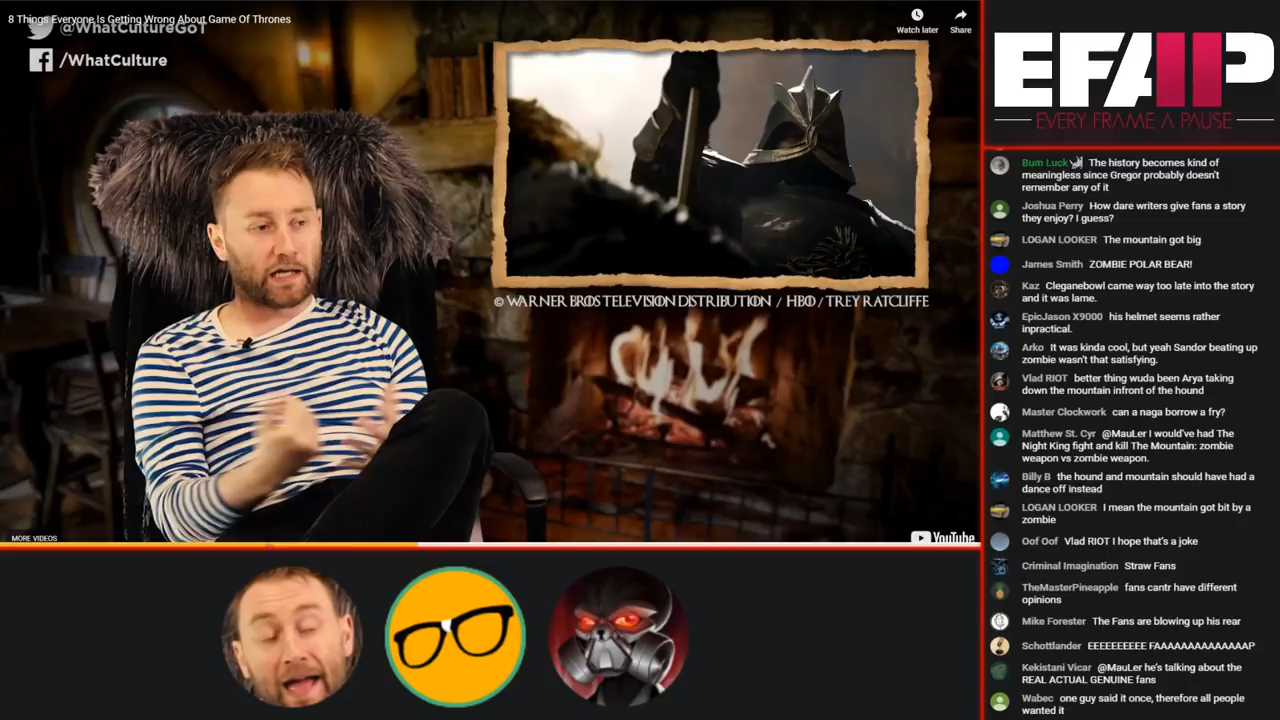 8 Things Everyone Is Getting Wrong About Game Of Thrones
@WhatCultureGoT
/WhatCulture
Watch later
Share
© WARNER BROS TELEVISION DISTRIBUTION / HBO / TREY RATCLIFFE
MORE VIDEOS
YouTube
EFAP
EVERY FRAME A PAUSE
Bum Luck The history becomes kind of
meaningless since Gregor probably doesn't
remember any of it
Joshua Perry How dare writers give fans a story
they enjoy? I guess?
LOGAN LOOKER The mountain got big
James Smith ZOMBIE POLAR BEAR!
Kaz Cleganebowl came way too late into the story
and it was lame.
EpicJason X9000 his helmet seems rather
inpractical.
Arko It was kinda cool, but yeah Sandor beating up
zombie wasn't that satisfying.
Vlad RIOT better thing wuda been Arya taking
down the mountain infront of the hound
Master Clockwork can a naga borrow a fry?
Matthew St. Cyr @MauLer I would've had The
Night King fight and kill The Mountain: zombie
weapon vs zombie weapon.
Billy B the hound and mountain should have had a
dance off instead
LOGAN LOOKER I mean the mountain got bit by a
zombie
Oof Oof Vlad RIOT I hope that's a joke
Criminal Imagination Straw Fans
TheMasterPineapple fans cantr have different
opinions
Mike Forester The Fans are blowing up his rear
Schottlander EEEEEEEEEE FAAAAAAAAAAAAAP
Kekistani Vicar @MauLer he's talking about the
REAL ACTUAL GENUINE fans
Wabec one guy said it once, therefore all people
wanted it